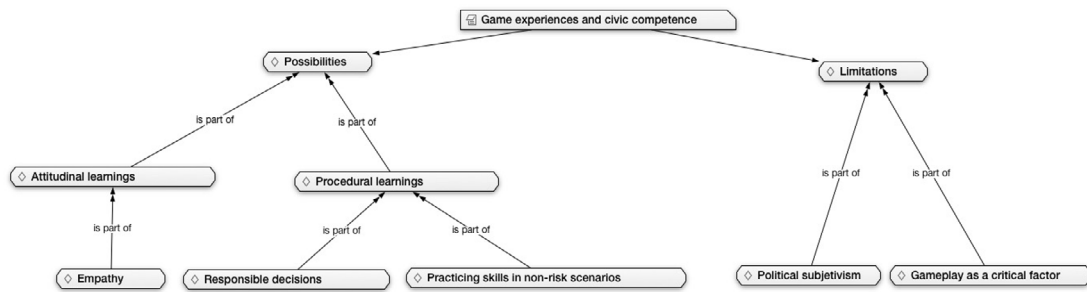 Game experiences and civic competence
Possibilities
Limitations
is part of
is part of
Attitudinal learnings
Procedural learnings
is part of
is part of
is part of
is part of
is part of
Empathy
Responsible decisions
Practicing skills in non-risk scenarios
Political subjetivism
Gameplay as a critical factor